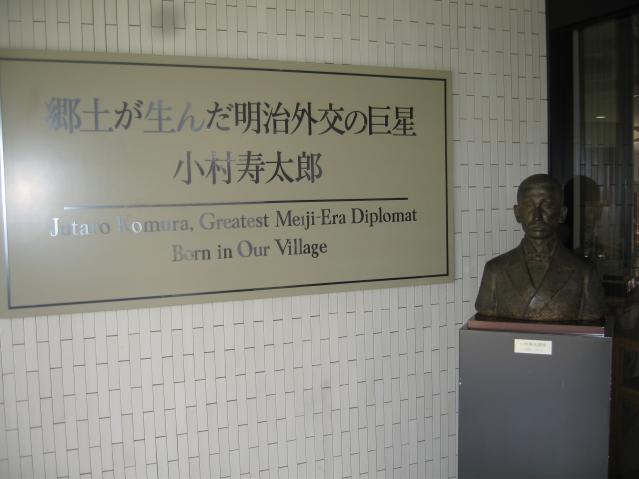 郷土が生んだ明治外交の巨星
小村寿太郎
Jutaro Komura, Greatest Meiji-Era Diplomat
Born in Our Village